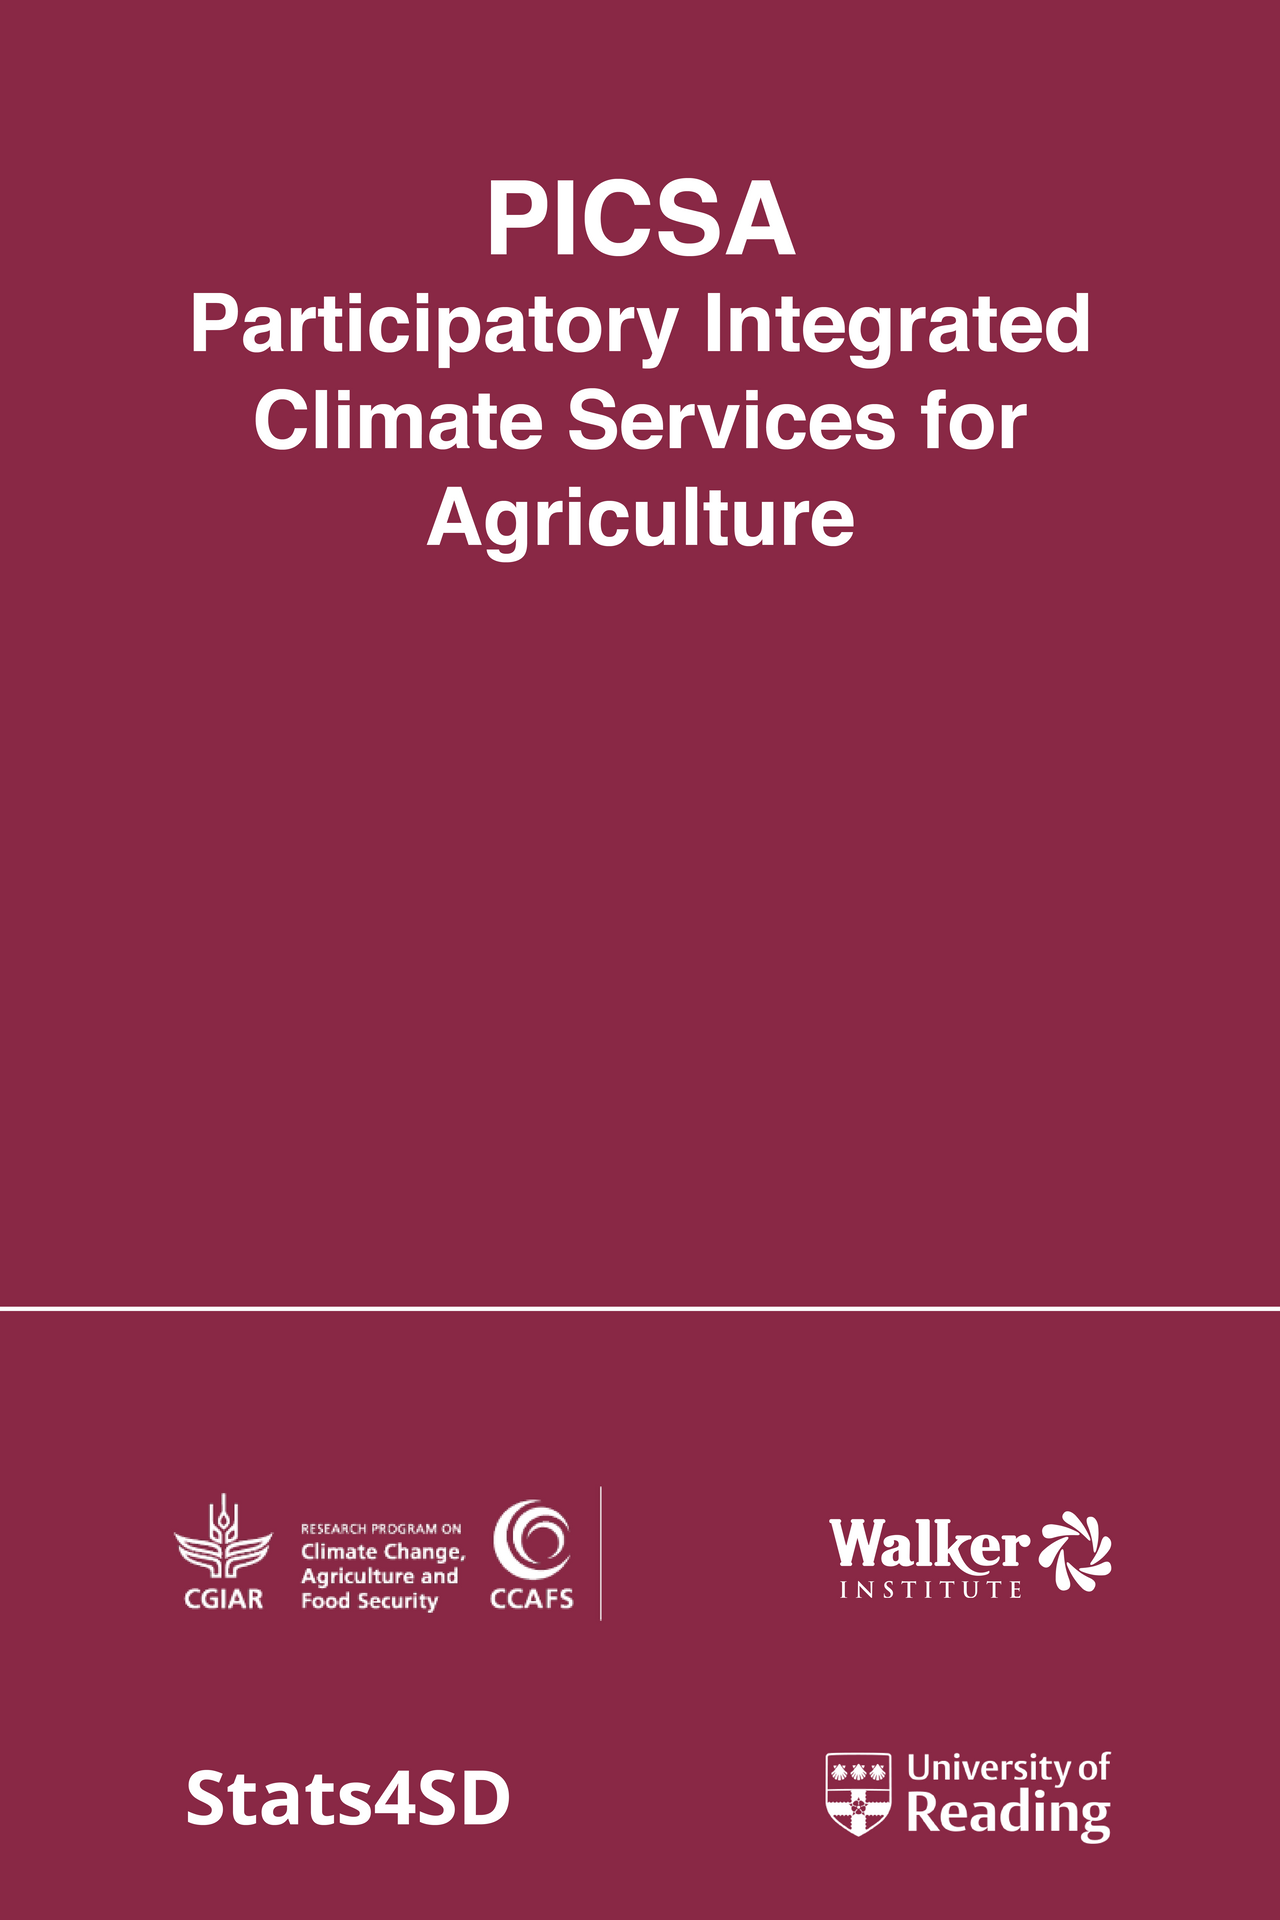 PICSA
Participatory Integrated
Climate Services for
Agriculture
RESEARCH PROGRAM ON
Climate Change,
Agriculture and
Food Security
CGIAR
CCAFS
Walker
INSTITUTE
Stats4SD
University of
Reading